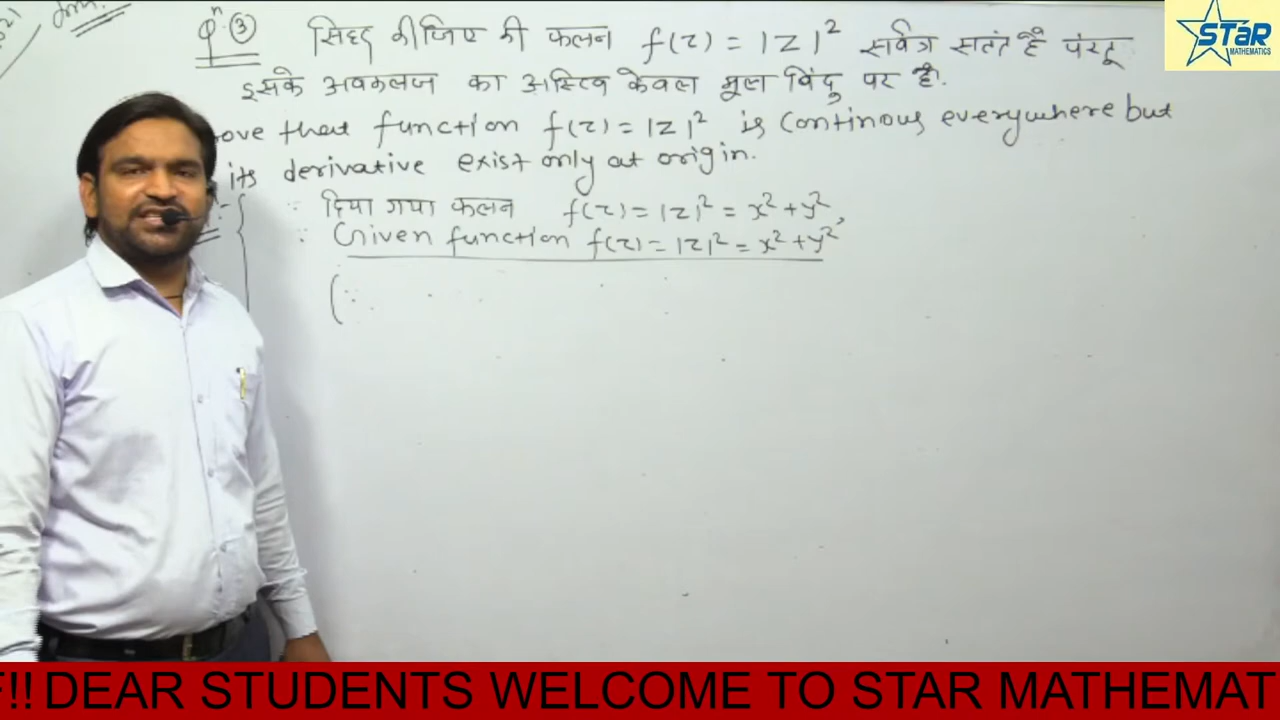 Qⁿ. ③ सिध्द कीजिए की फलन f(z) = |z|² सर्वत्र सतत है परंतू
इसके अवकलज का अस्तित्व केवल मूल बिंदु पर है.
ove that function f(z) = |z|² is continous everywhere but
its derivative exist only at origin.
∵ दिया गया फलन f(z) = |z|² = x² + y²,
∵ Given function f(z) = |z|² = x² + y²,
(∵
STAR
MATHEMATICS
F!! DEAR STUDENTS WELCOME TO STAR MATHEMAT